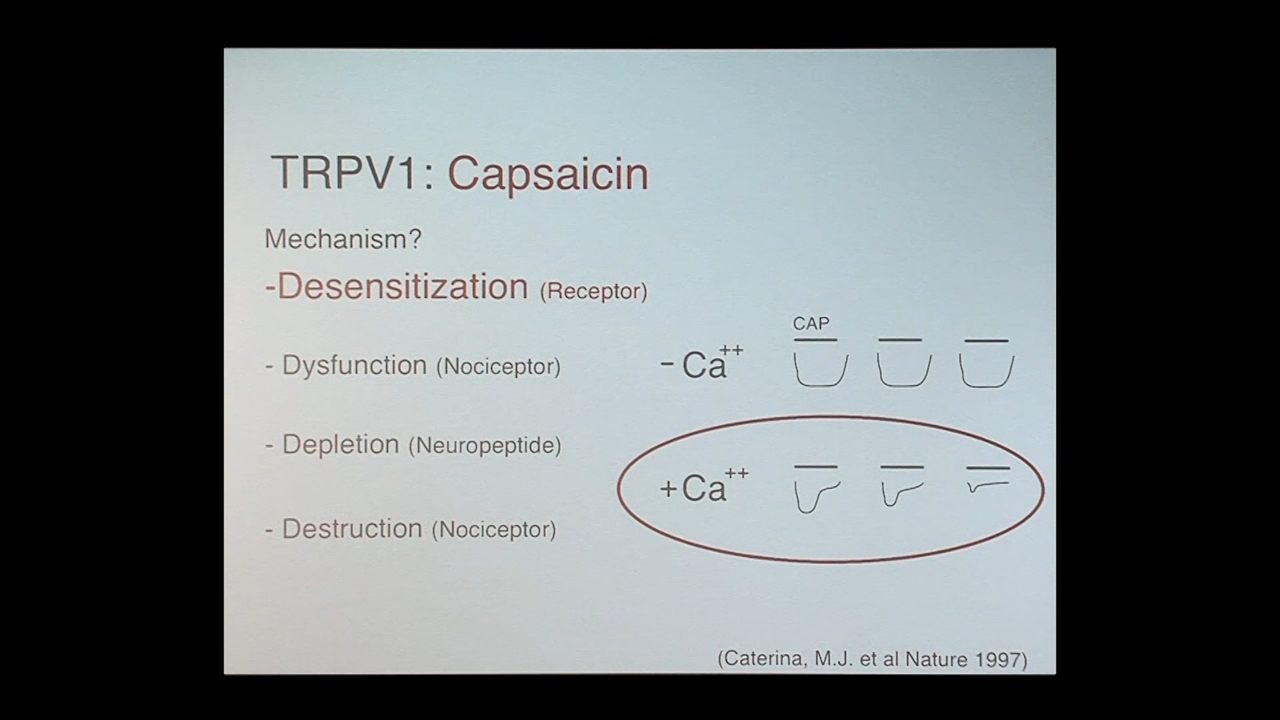 TRPV1: Capsaicin
Mechanism?
-Desensitization (Receptor)
- Dysfunction (Nociceptor)
- Depletion (Neuropeptide)
- Destruction (Nociceptor)
CAP
- Ca++
+ Ca++
(Caterina, M.J. et al Nature 1997)